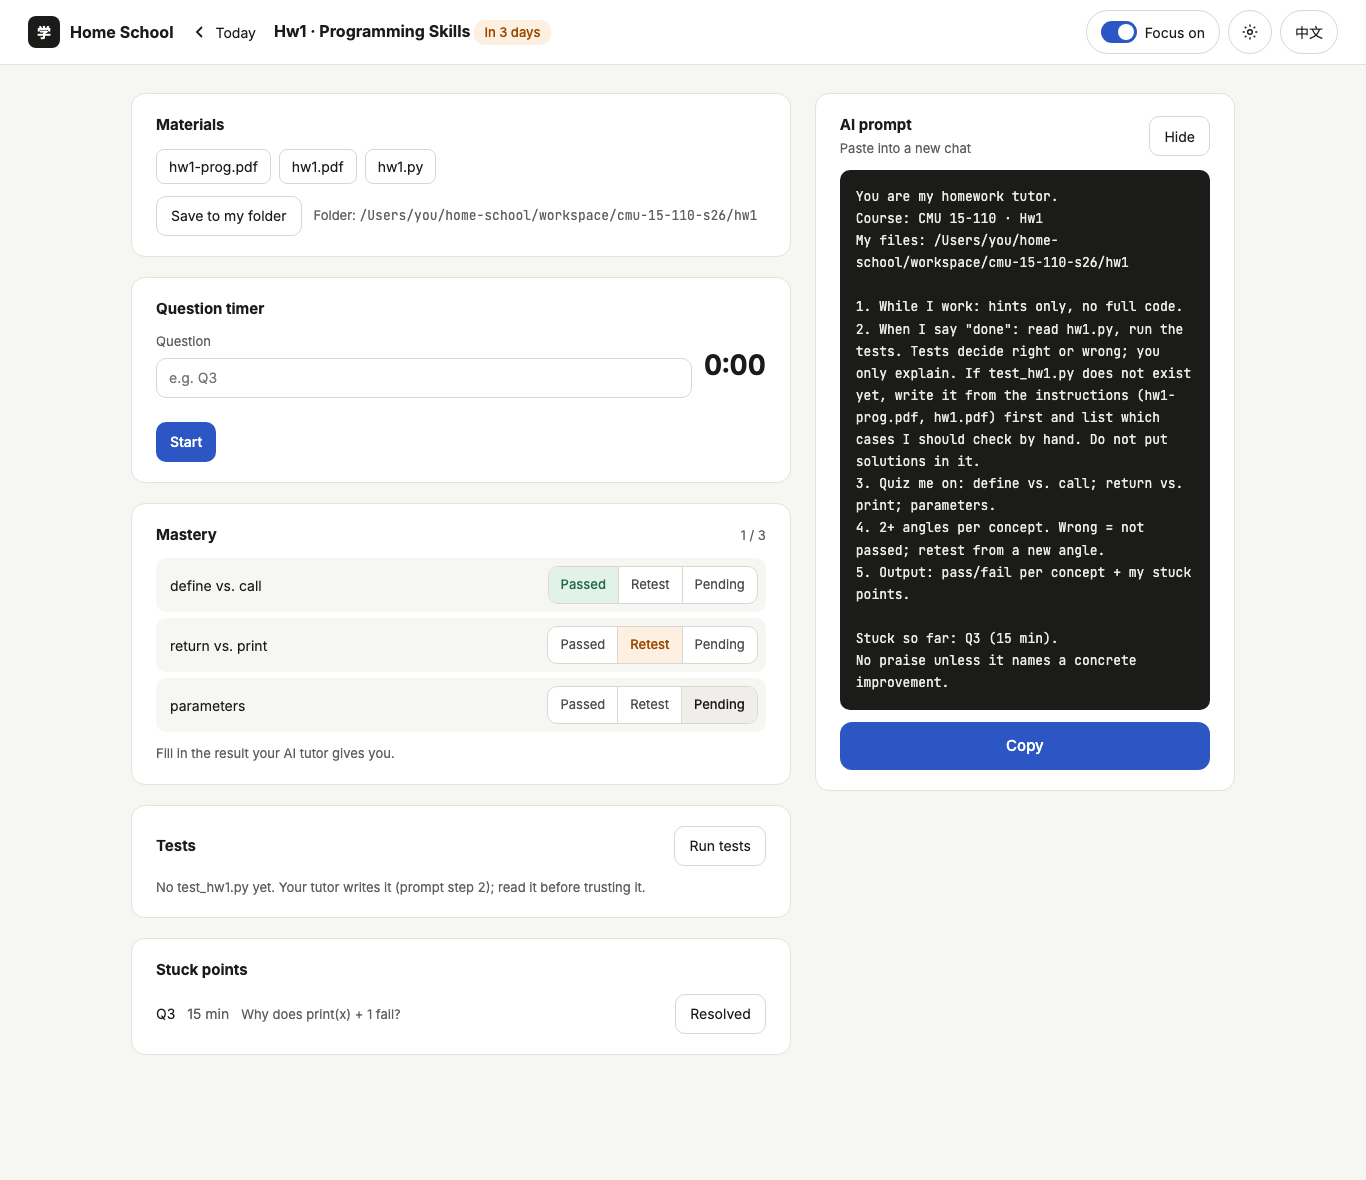 学 Home School Today Hw1 · Programming Skills In 3 days Focus on 中文
Materials
hw1-prog.pdf hw1.pdf hw1.py
Save to my folder Folder: /Users/you/home-school/workspace/cmu-15-110-s26/hw1
Question timer
Question
e.g. Q3
0:00
Start
Mastery 1 / 3
define vs. call Passed Retest Pending
return vs. print Passed Retest Pending
parameters Passed Retest Pending
Fill in the result your AI tutor gives you.
Tests Run tests
No test_hw1.py yet. Your tutor writes it (prompt step 2); read it before trusting it.
Stuck points
Q3 15 min Why does print(x) + 1 fail? Resolved
AI prompt
Paste into a new chat
Hide
You are my homework tutor.
Course: CMU 15-110 · Hw1
My files: /Users/you/home-
school/workspace/cmu-15-110-s26/hw1
1. While I work: hints only, no full code.
2. When I say "done": read hw1.py, run the
tests. Tests decide right or wrong; you
only explain. If test_hw1.py does not exist
yet, write it from the instructions (hw1-
prog.pdf, hw1.pdf) first and list which
cases I should check by hand. Do not put
solutions in it.
3. Quiz me on: define vs. call; return vs.
print; parameters.
4. 2+ angles per concept. Wrong = not
passed; retest from a new angle.
5. Output: pass/fail per concept + my stuck
points.
Stuck so far: Q3 (15 min).
No praise unless it names a concrete
improvement.
Copy